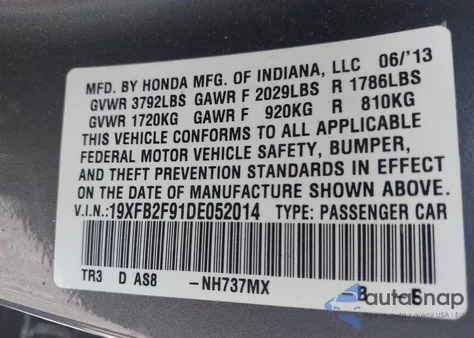 MFD. BY HONDA MFG. OF INDIANA, LLC 06/'13
GVWR 3792LBS GAWR F 2029LBS R 1786LBS
GVWR 1720KG GAWR F 920KG R 810KG
THIS VEHICLE CONFORMS TO ALL APPLICABLE
FEDERAL MOTOR VEHICLE SAFETY, BUMPER,
AND THEFT PREVENTION STANDARDS IN EFFECT
ON THE DATE OF MANUFACTURE SHOWN ABOVE.
V.I.N.:19XFB2F91DE052014 TYPE: PASSENGER CAR
TR3 D AS8 -NH737MX -B
autoSnap